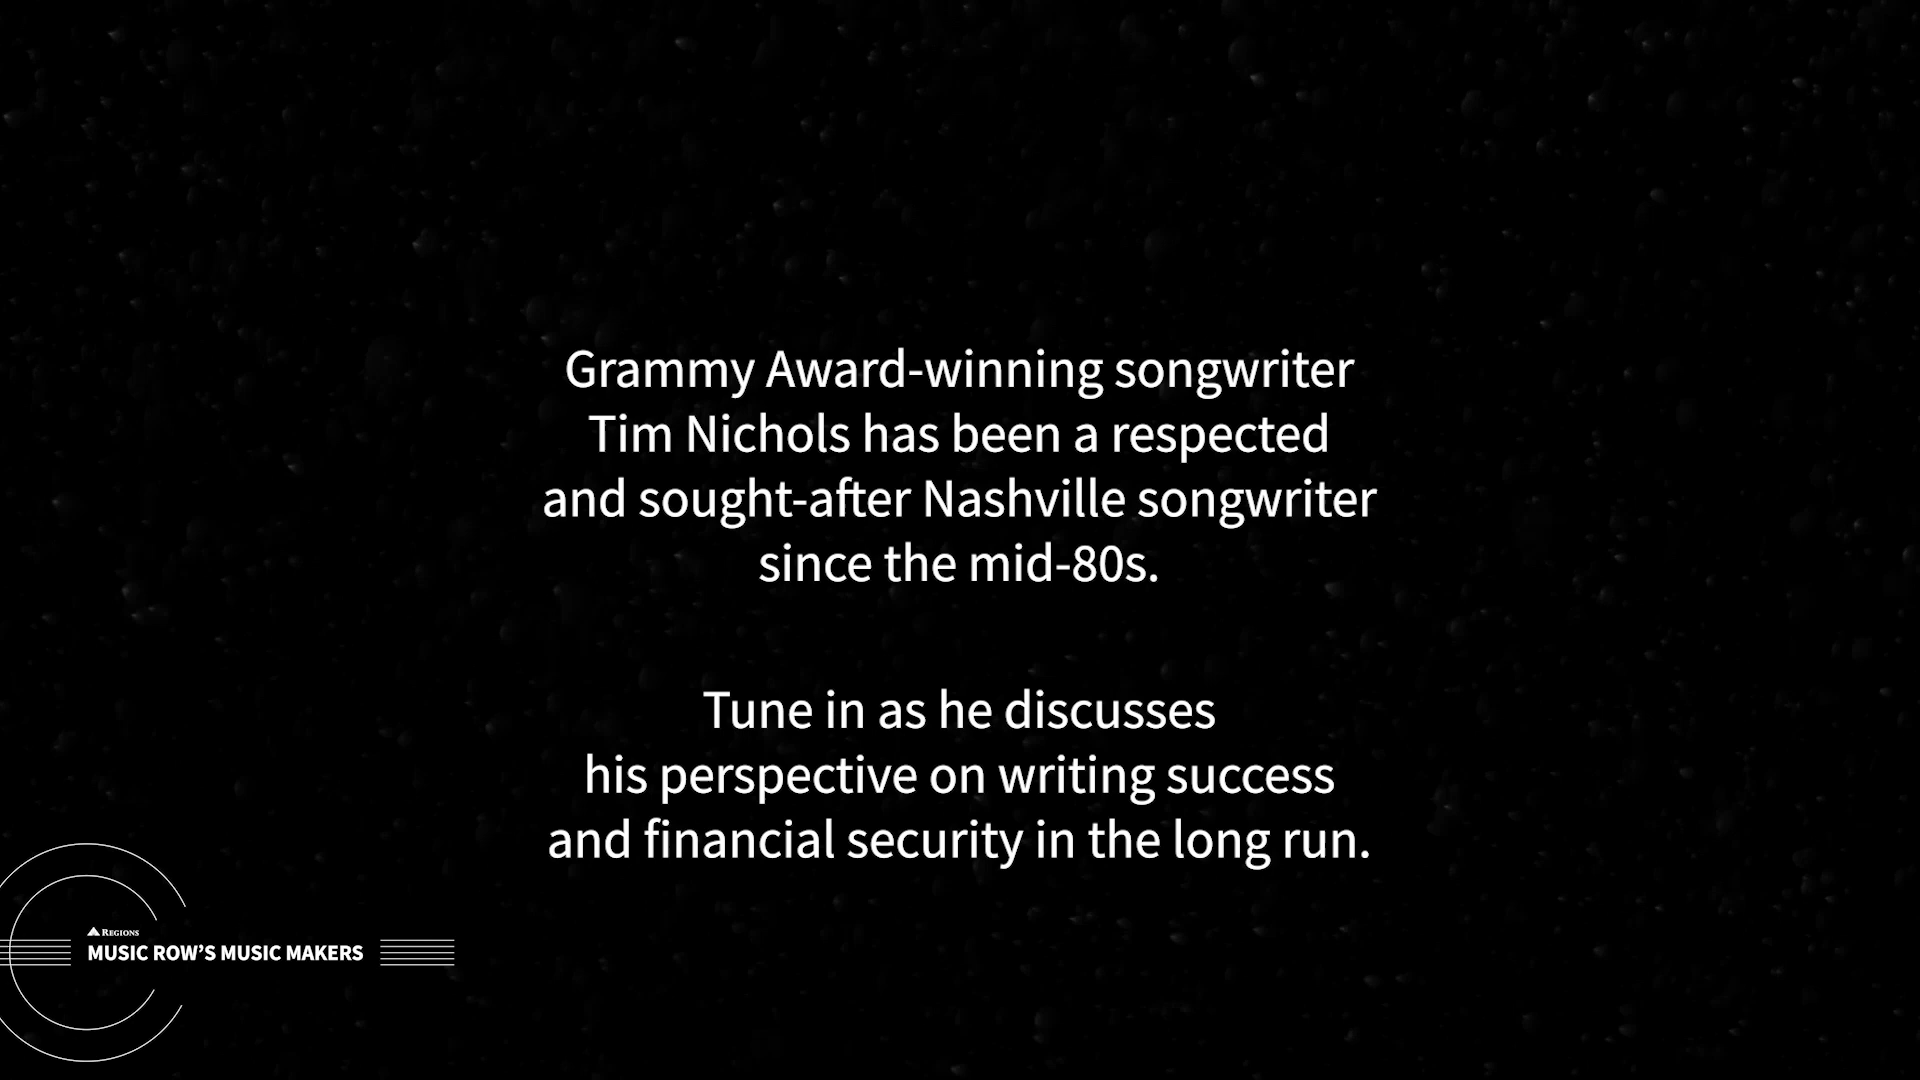 Grammy Award-winning songwriter
Tim Nichols has been a respected
and sought-after Nashville songwriter
since the mid-80s.
Tune in as he discusses
his perspective on writing success
and financial security in the long run.
REGIONS
MUSIC ROW’S MUSIC MAKERS